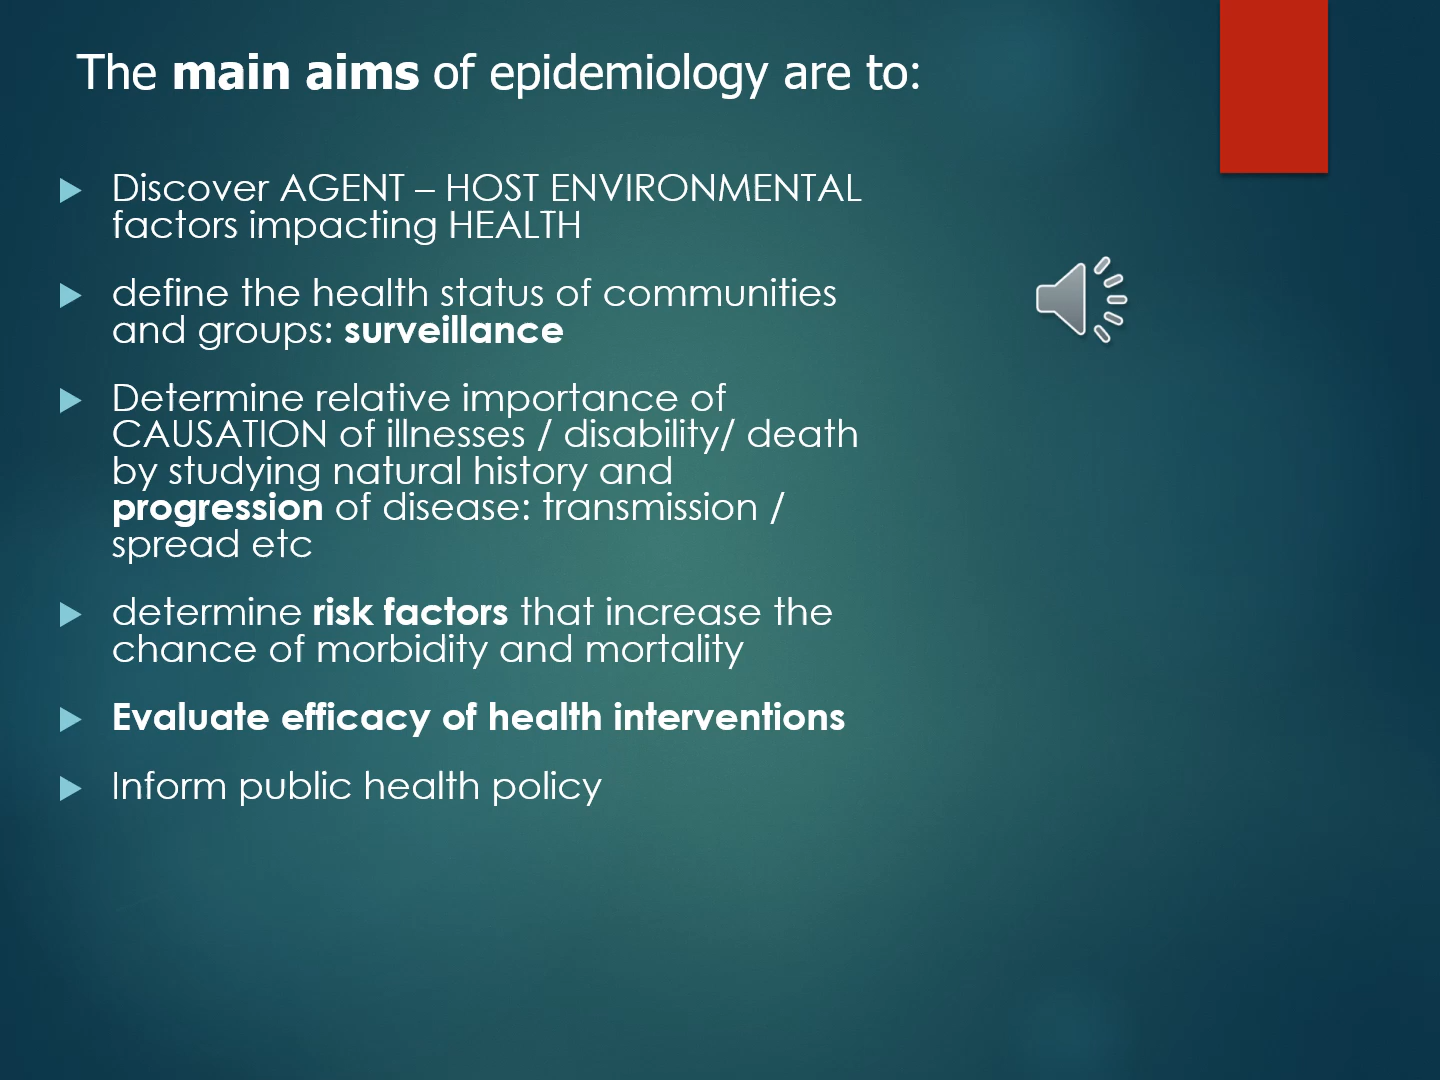 The main aims of epidemiology are to:
Discover AGENT – HOST ENVIRONMENTAL
factors impacting HEALTH
define the health status of communities
and groups: surveillance
Determine relative importance of
CAUSATION of illnesses / disability/ death
by studying natural history and
progression of disease: transmission /
spread etc
determine risk factors that increase the
chance of morbidity and mortality
Evaluate efficacy of health interventions
Inform public health policy